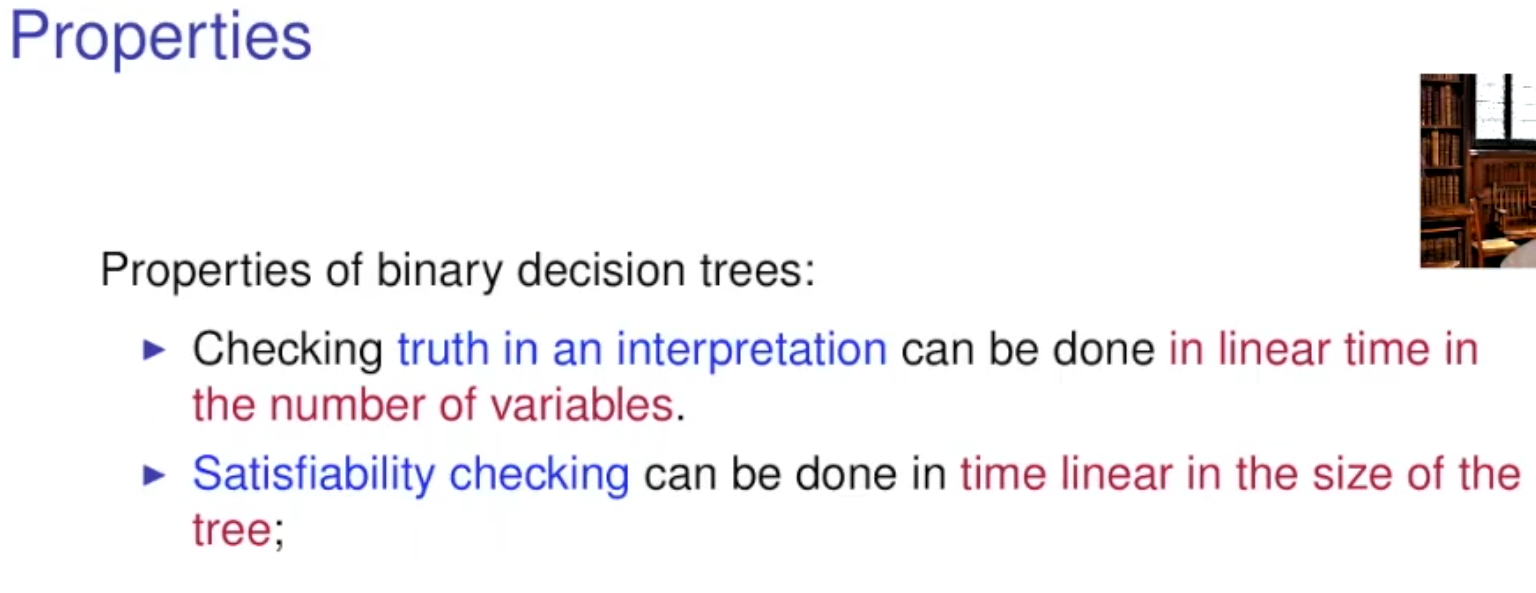 Properties
Properties of binary decision trees:
▶ Checking truth in an interpretation can be done in linear time in
the number of variables.
▶ Satisfiability checking can be done in time linear in the size of the
tree;